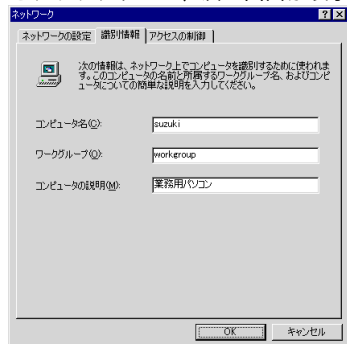 ネットワーク
ネットワークの設定 識別情報 アクセスの制御
次の情報は、ネットワーク上でコンピュータを識別するために使われま
す。このコンピュータの名前と所属するワークグループ名、およびコンピ
ュータについての簡単な説明を入力してください。
コンピュータ名(C): suzuki
ワークグループ(O): workgroup
コンピュータの説明(M): 業務用パソコン
OK キャンセル